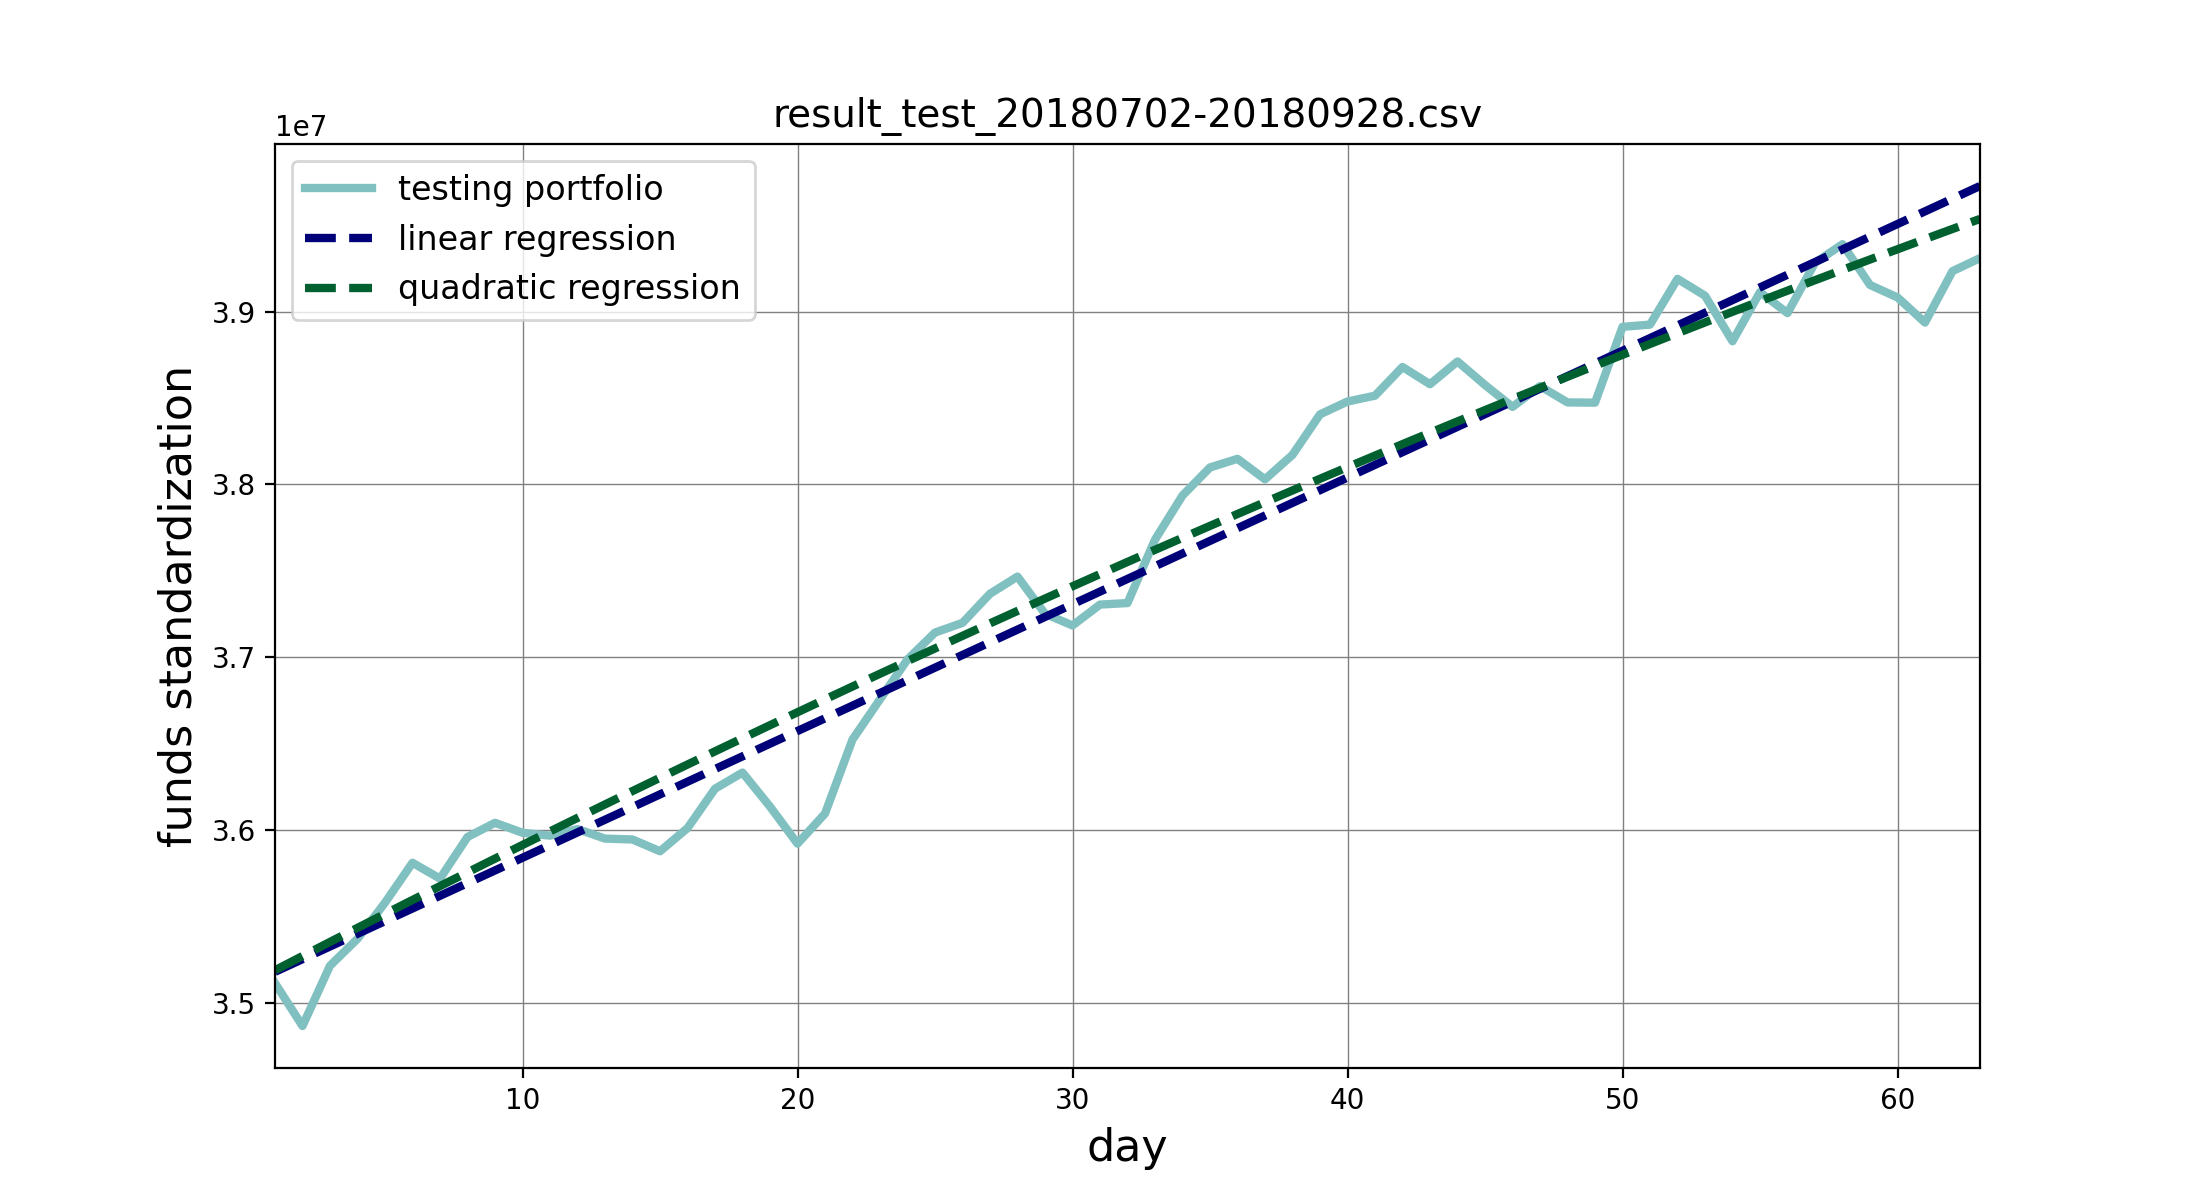 result_test_20180702-20180928.csv
1e7
testing portfolio
linear regression
quadratic regression
3.9
3.8
3.7
3.6
3.5
funds standardization
10 20 30 40 50 60
day